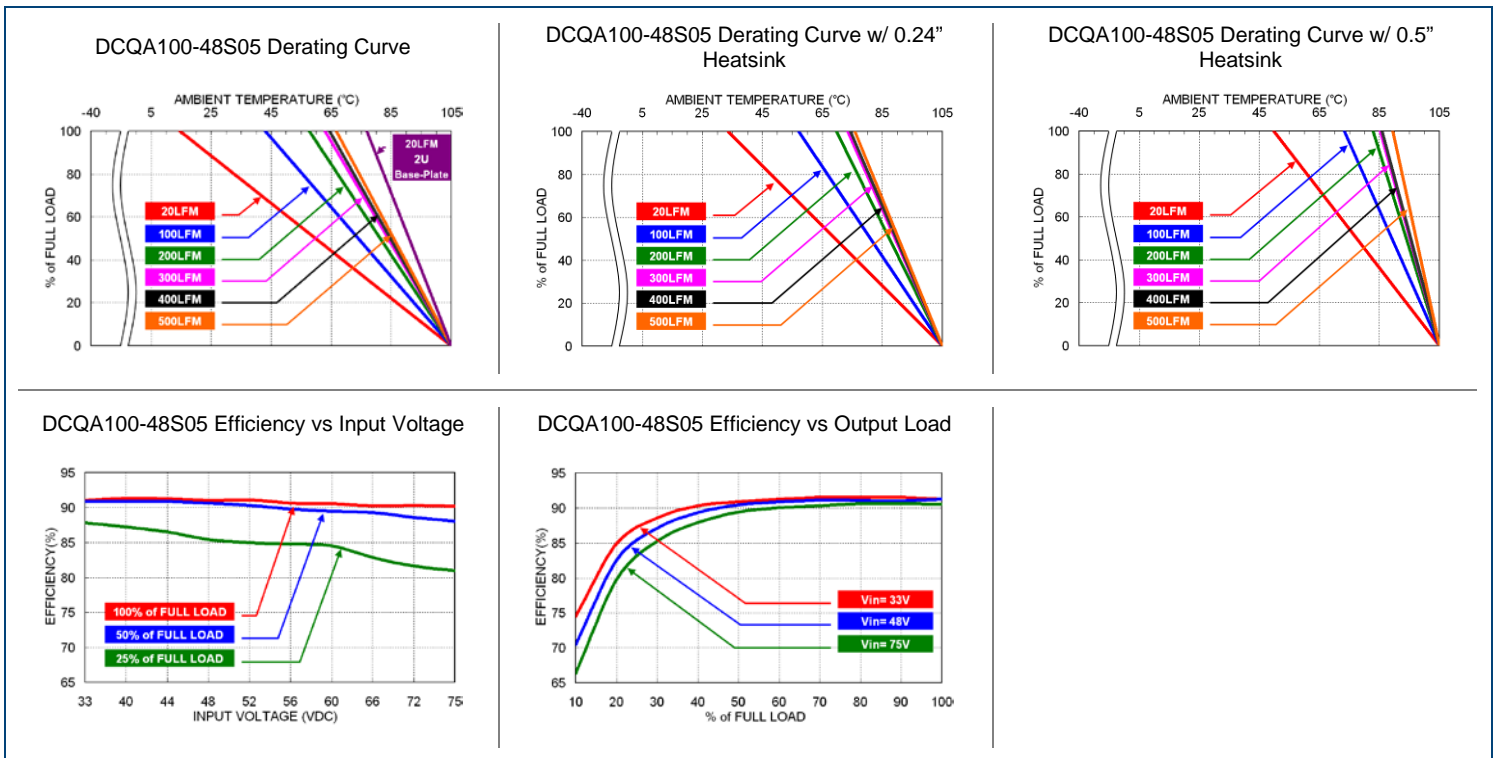 DCQA100-48S05 Derating Curve
AMBIENT TEMPERATURE (°C)
-40 5 25 45 65 85 105
100
80
60
40
20
0
% of FULL LOAD
20LFM
2U
Base-Plate
20LFM
100LFM
200LFM
300LFM
400LFM
500LFM
DCQA100-48S05 Derating Curve w/ 0.24”
Heatsink
AMBIENT TEMPERATURE (°C)
-40 5 25 45 65 85 105
100
80
60
40
20
0
% of FULL LOAD
20LFM
100LFM
200LFM
300LFM
400LFM
500LFM
DCQA100-48S05 Derating Curve w/ 0.5”
Heatsink
AMBIENT TEMPERATURE (°C)
-40 5 25 45 65 85 105
100
80
60
40
20
0
% of FULL LOAD
20LFM
100LFM
200LFM
300LFM
400LFM
500LFM
DCQA100-48S05 Efficiency vs Input Voltage
95
90
85
80
75
70
65
EFFICIENCY(%)
100% of FULL LOAD
50% of FULL LOAD
25% of FULL LOAD
33 40 44 48 52 56 60 66 72 75
INPUT VOLTAGE (VDC)
DCQA100-48S05 Efficiency vs Output Load
95
90
85
80
75
70
65
EFFICIENCY(%)
Vin= 33V
Vin= 48V
Vin= 75V
10 20 30 40 50 60 70 80 90 100
% of FULL LOAD